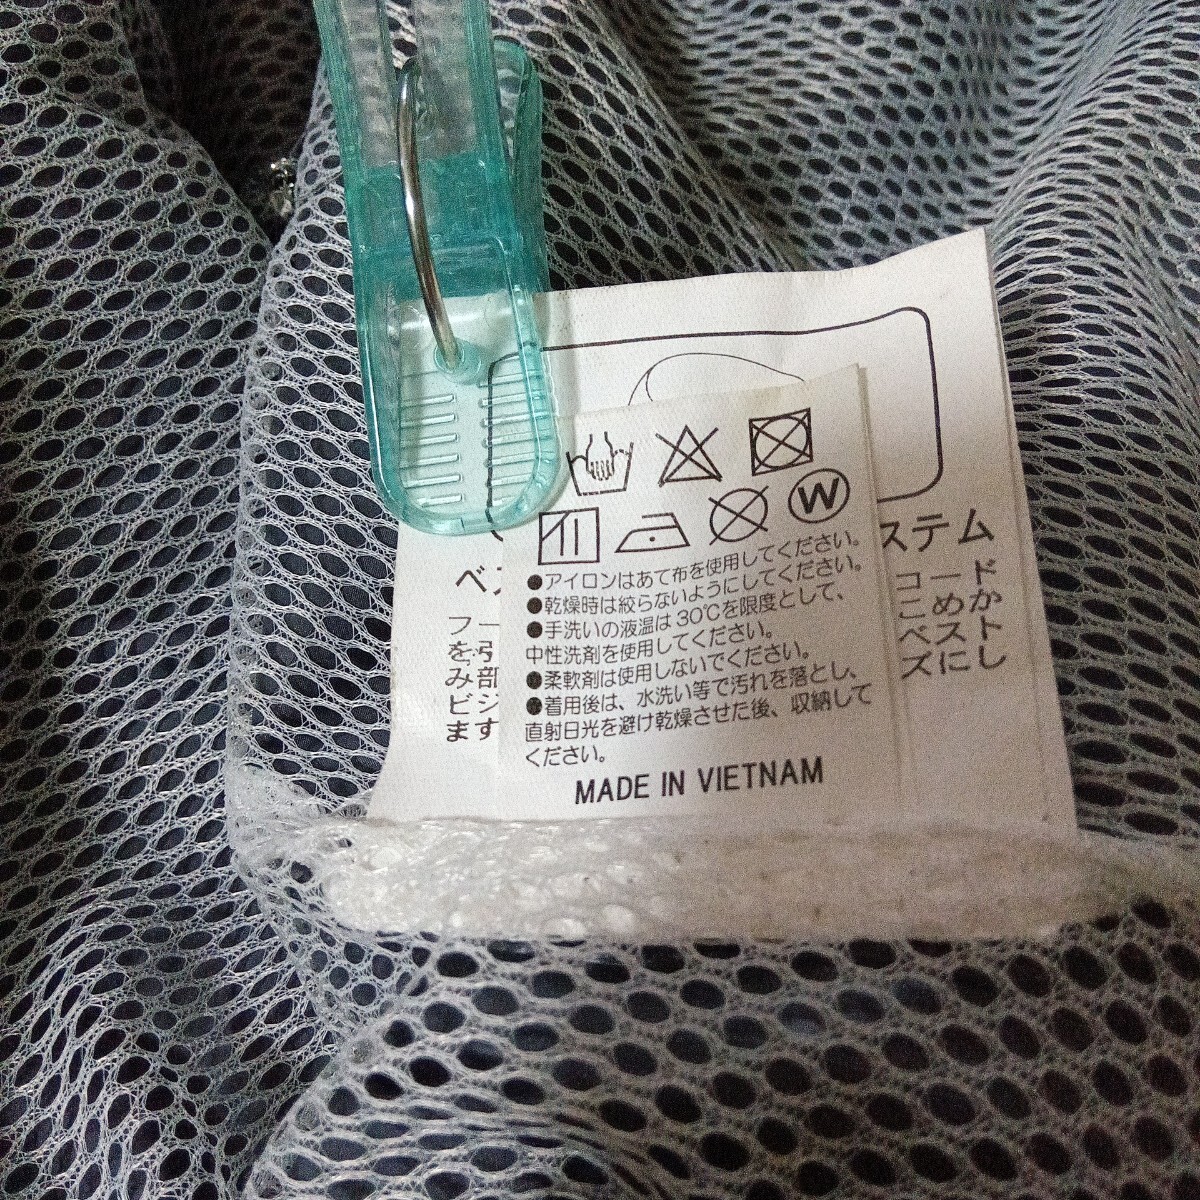 W
●アイロンはあて布を使用してください。
●乾燥時は絞らないようにしてください。
●手洗いの液温は30℃を限度として、
中性洗剤を使用してください。
●柔軟剤は使用しないでください。
●着用後は、水洗い等で汚れを落とし、
直射日光を避け乾燥させた後、収納して
ください。
MADE IN VIETNAM
ベ
ステム
フー
コード
を引
こめか
み部
ベスト
ビジ
ズにし
ます